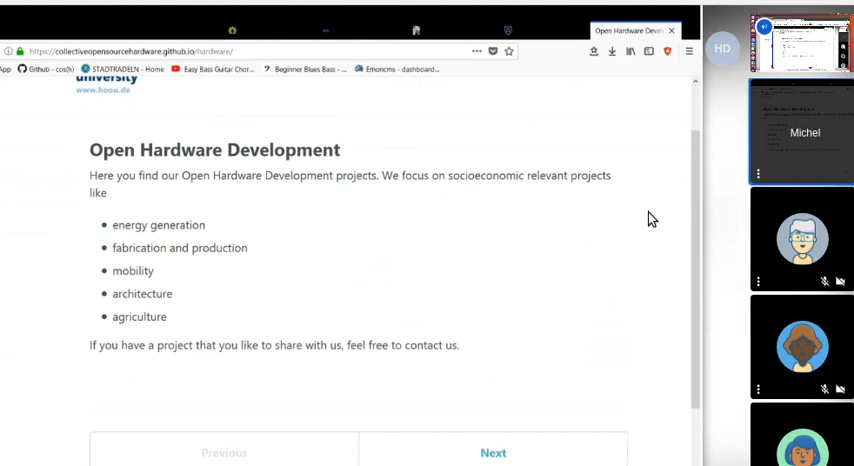 Open Hardware Devel
https://collectiveopensourcehardware.github.io/hardware/
App
Github - cos(h)
STADTRADELN - Home
Easy Bass Guitar Chor...
Beginner Blues Bass - ...
Emoncms - dashboard...
HD
university
www.hoou.de
Michel
Open Hardware Development
Here you find our Open Hardware Development projects. We focus on socioeconomic relevant projects
like
energy generation
fabrication and production
mobility
architecture
agriculture
If you have a project that you like to share with us, feel free to contact us.
Previous
Next